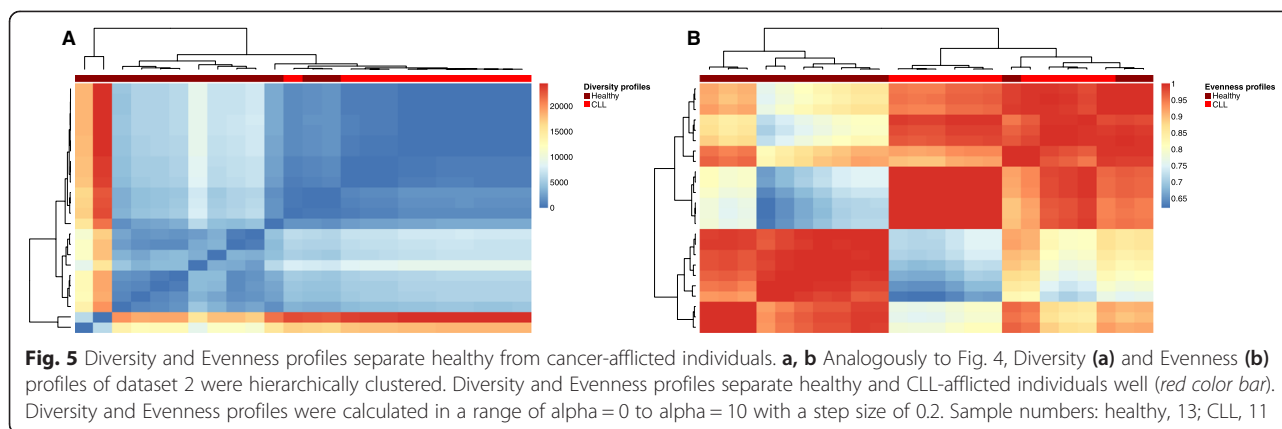 A
B
Diversity profiles
Healthy
CLL
20000
15000
10000
5000
0
Evenness profiles
Healthy
CLL
1
0.95
0.9
0.85
0.8
0.75
0.7
0.65
Fig. 5 Diversity and Evenness profiles separate healthy from cancer-afflicted individuals. a, b Analogously to Fig. 4, Diversity (a) and Evenness (b)
profiles of dataset 2 were hierarchically clustered. Diversity and Evenness profiles separate healthy and CLL-afflicted individuals well (red color bar).
Diversity and Evenness profiles were calculated in a range of alpha = 0 to alpha = 10 with a step size of 0.2. Sample numbers: healthy, 13; CLL, 11